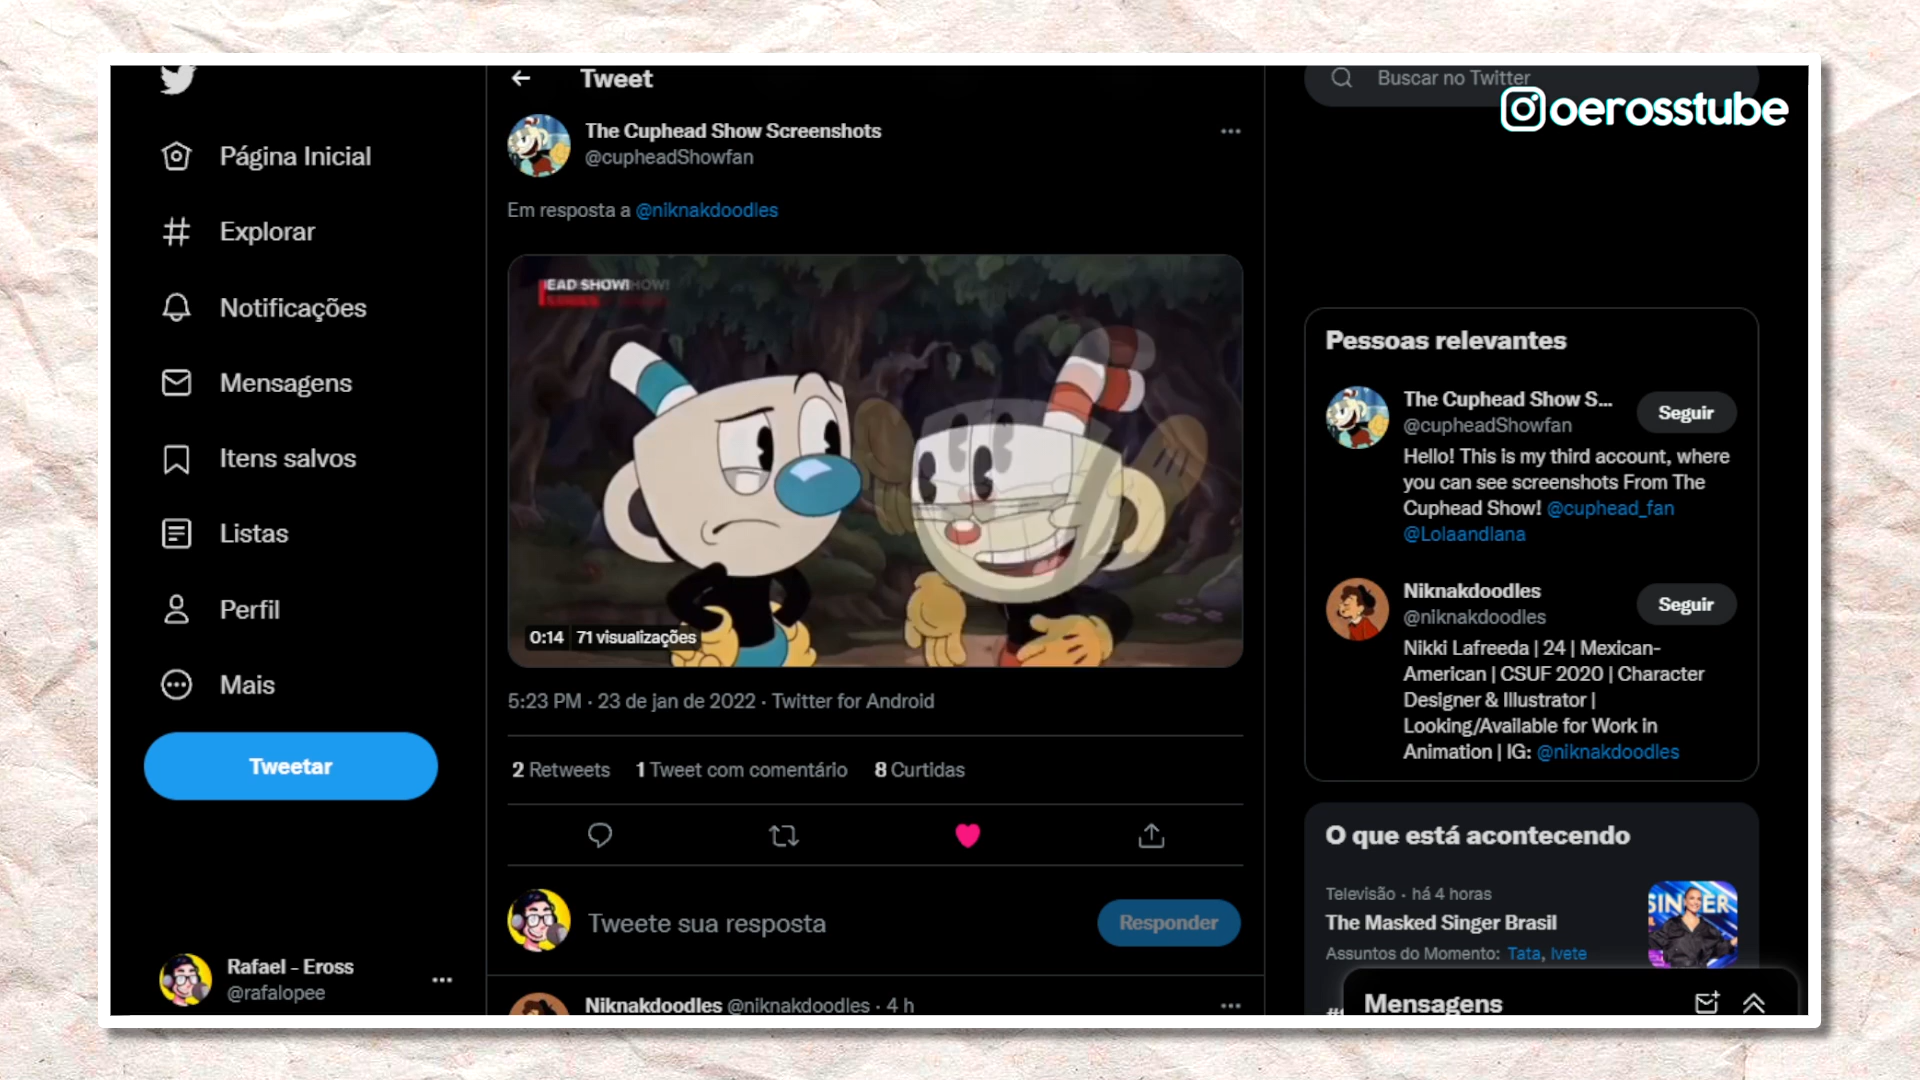 Tweet
Buscar no Twitter
oerosstube
Página Inicial
Explorar
Notificações
Mensagens
Itens salvos
Listas
Perfil
Mais
Tweetar
Rafael - Eross
@rafalopee
The Cuphead Show Screenshots
@cupheadShowfan
Em resposta a @niknakdoodles
EAD SHOW!
0:14 71 visualizações
5:23 PM · 23 de jan de 2022 · Twitter for Android
2 Retweets 1 Tweet com comentário 8 Curtidas
Tweete sua resposta
Responder
Niknakdoodles @niknakdoodles · 4 h
Pessoas relevantes
The Cuphead Show S...
@cupheadShowfan
Seguir
Hello! This is my third account, where
you can see screenshots From The
Cuphead Show! @cuphead_fan
Niknakdoodles
@niknakdoodles
Seguir
Nikki Lafreeda | 24 | Mexican-
American | CSUF 2020 | Character
Designer & Illustrator |
Looking/Available for Work in
Animation | IG: @niknakdoodles
O que está acontecendo
Televisão · há 4 horas
The Masked Singer Brasil
Assuntos do Momento: Tata, Ivete
SINGER
Mensagens